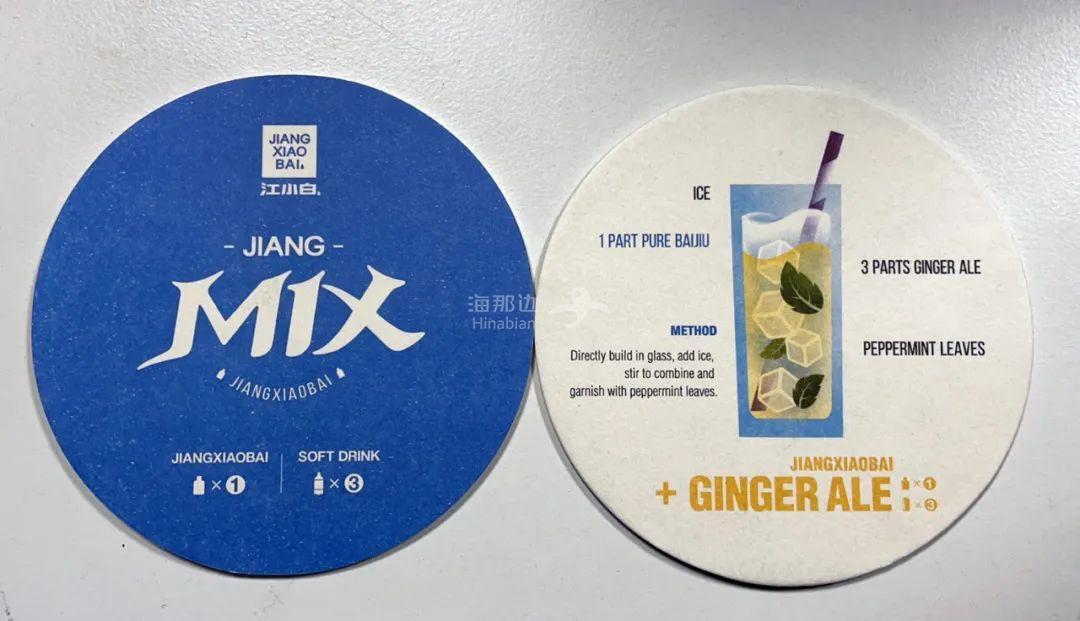 JIANG
XIAO
BAI
江小白
- JIANG -
MIX
JIANGXIAOBAI
JIANGXIAOBAI
× 1
SOFT DRINK
× 3
海那边
Hinabian
ICE
1 PART PURE BAIJIU
3 PARTS GINGER ALE
PEPPERMINT LEAVES
METHOD
Directly build in glass, add ice,
stir to combine and
garnish with peppermint leaves.
JIANGXIAOBAI
+ GINGER ALE
× 1
× 3